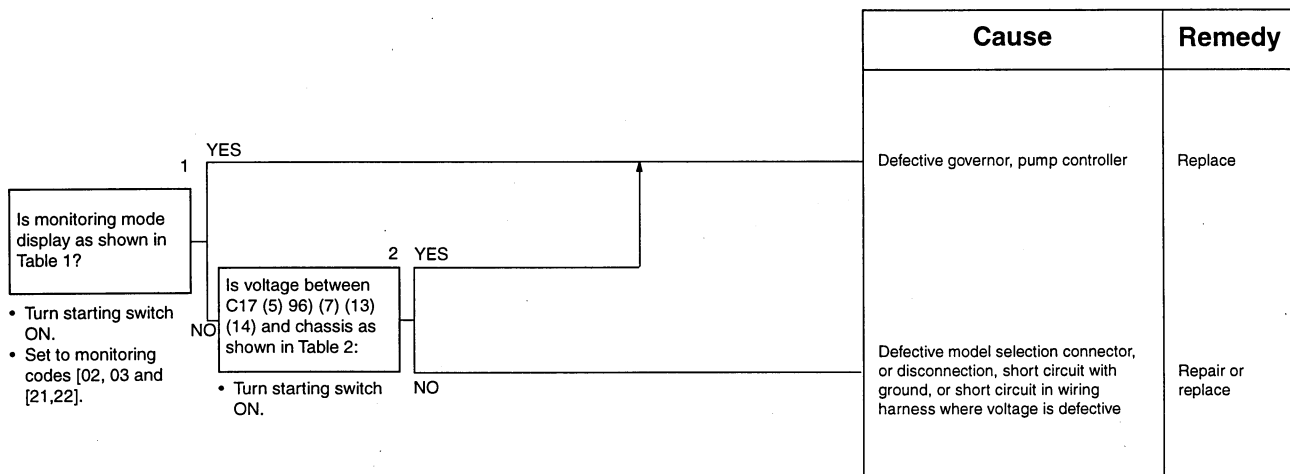 Cause
Remedy
1
YES
Defective governor, pump controller
Replace
Is monitoring mode
display as shown in
Table 1?
• Turn starting switch
ON.
• Set to monitoring
codes [02, 03 and
[21,22].
NO
2
YES
Is voltage between
C17 (5) 96) (7) (13)
(14) and chassis as
shown in Table 2:
• Turn starting switch
ON.
NO
Defective model selection connector,
or disconnection, short circuit with
ground, or short circuit in wiring
harness where voltage is defective
Repair or
replace